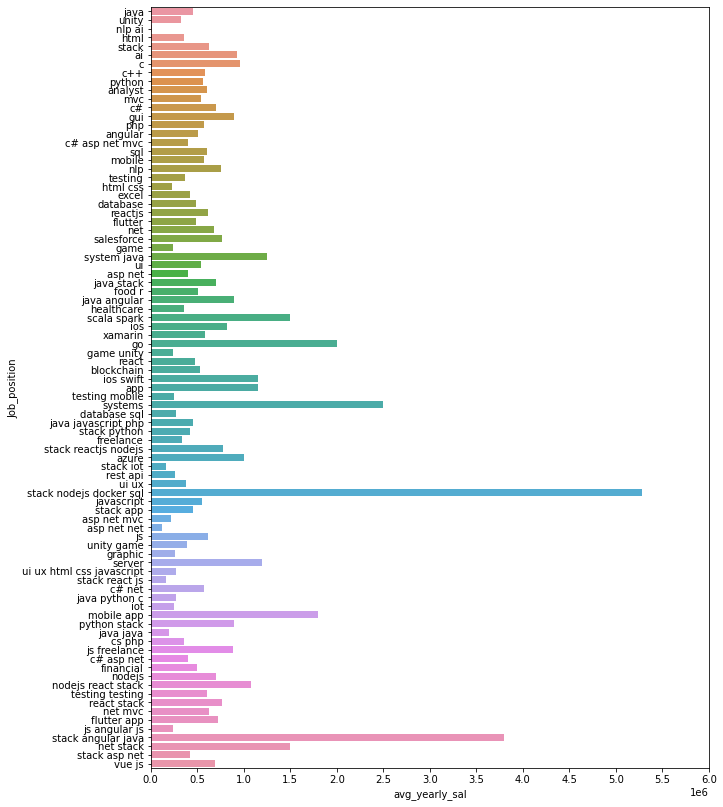 java
unity
nlp ai
html
stack
ai
c
c++
python
analyst
mvc
c#
gui
php
angular
c# asp net mvc
sql
mobile
nlp
testing
html css
excel
database
reactjs
flutter
net
salesforce
game
system java
ui
asp net
java stack
food r
java angular
healthcare
scala spark
ios
xamarin
go
game unity
react
blockchain
ios swift
app
testing mobile
systems
database sql
java javascript php
stack python
freelance
stack reactjs nodejs
azure
stack iot
rest api
ui ux
stack nodejs docker sql
javascript
stack app
asp net mvc
asp net net
js
unity game
graphic
server
ui ux html css javascript
stack react js
c# net
java python c
iot
mobile app
python stack
java java
cs php
js freelance
c# asp net
financial
nodejs
nodejs react stack
testing testing
react stack
net mvc
flutter app
js angular js
stack angular java
net stack
stack asp net
vue js
Job_position
0.0 0.5 1.0 1.5 2.0 2.5 3.0 3.5 4.0 4.5 5.0 5.5 6.0
1e6
avg_yearly_sal